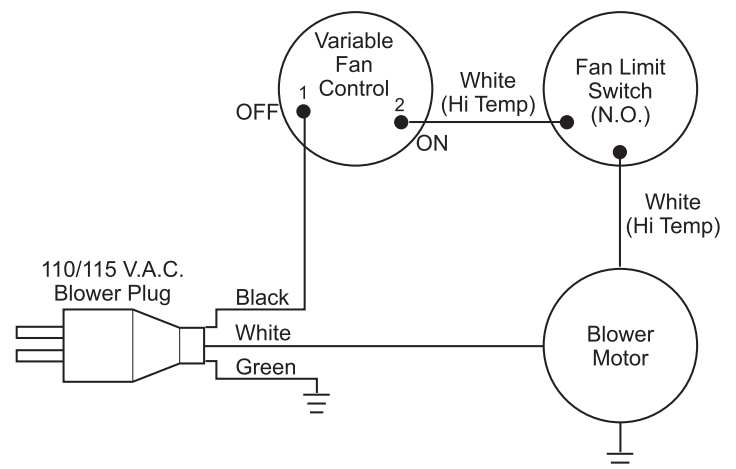 Variable
Fan
Control
1
2
OFF
ON
White
(Hi Temp)
Fan Limit
Switch
(N.O.)
White
(Hi Temp)
110/115 V.A.C.
Blower Plug
Black
White
Green
Blower
Motor